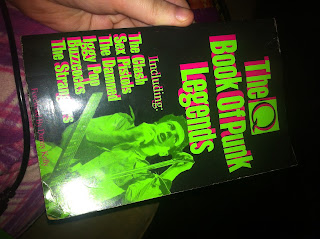 The Q
Book Of Punk
Legends
Including:
The Clash
Sex Pistols
The Damned
Iggy Pop
Buzzcocks
The Stranglers